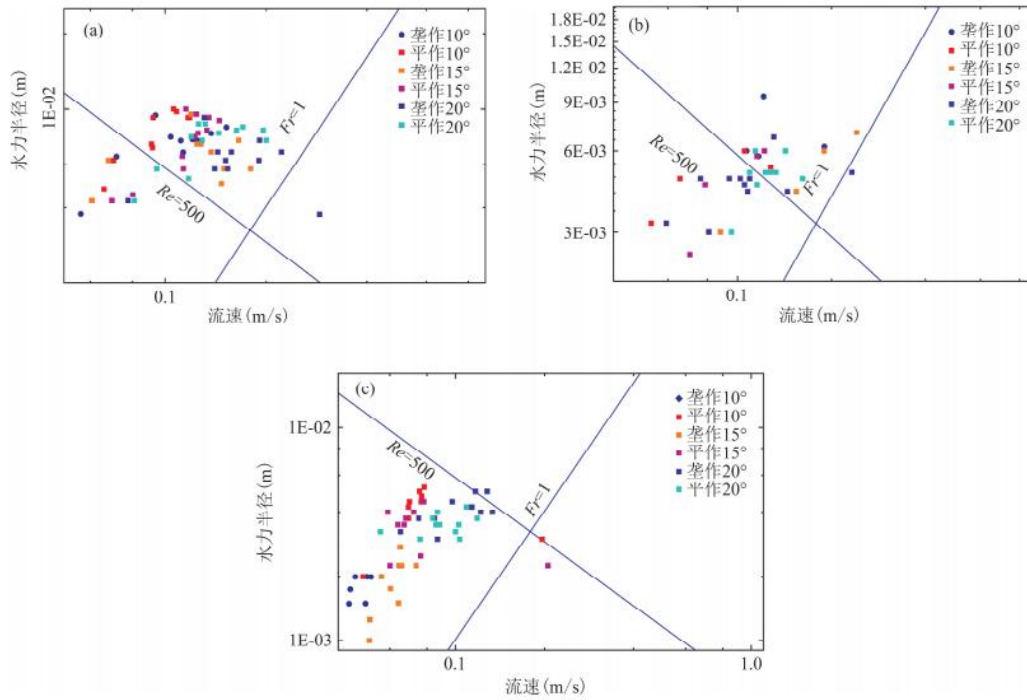 (a)
垄作10°
平作10°
垄作15°
平作15°
垄作20°
平作20°
Fr=1
Re=500
1E-02
水力半径(m)
0.1
流速(m/s)
(b)
1.8E-02
1.5E-02
1.2E-02
9E-03
6E-03
3E-03
水力半径(m)
垄作10°
平作10°
垄作15°
平作15°
垄作20°
平作20°
Re=500
Fr=1
0.1
流速(m/s)
(c)
垄作10°
平作10°
垄作15°
平作15°
垄作20°
平作20°
Re=500
Fr=1
1E-02
1E-03
水力半径(m)
0.1
1.0
流速(m/s)